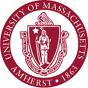 UNIVERSITY OF MASSACHUSETTS
AMHERST • 1863